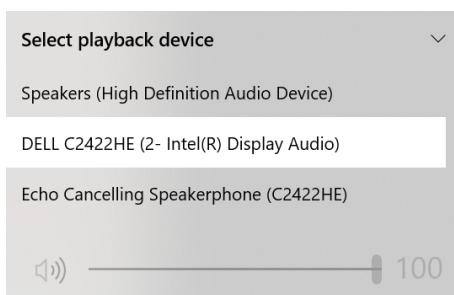 Select playback device
Speakers (High Definition Audio Device)
DELL C2422HE (2- Intel(R) Display Audio)
Echo Cancelling Speakerphone (C2422HE)
100